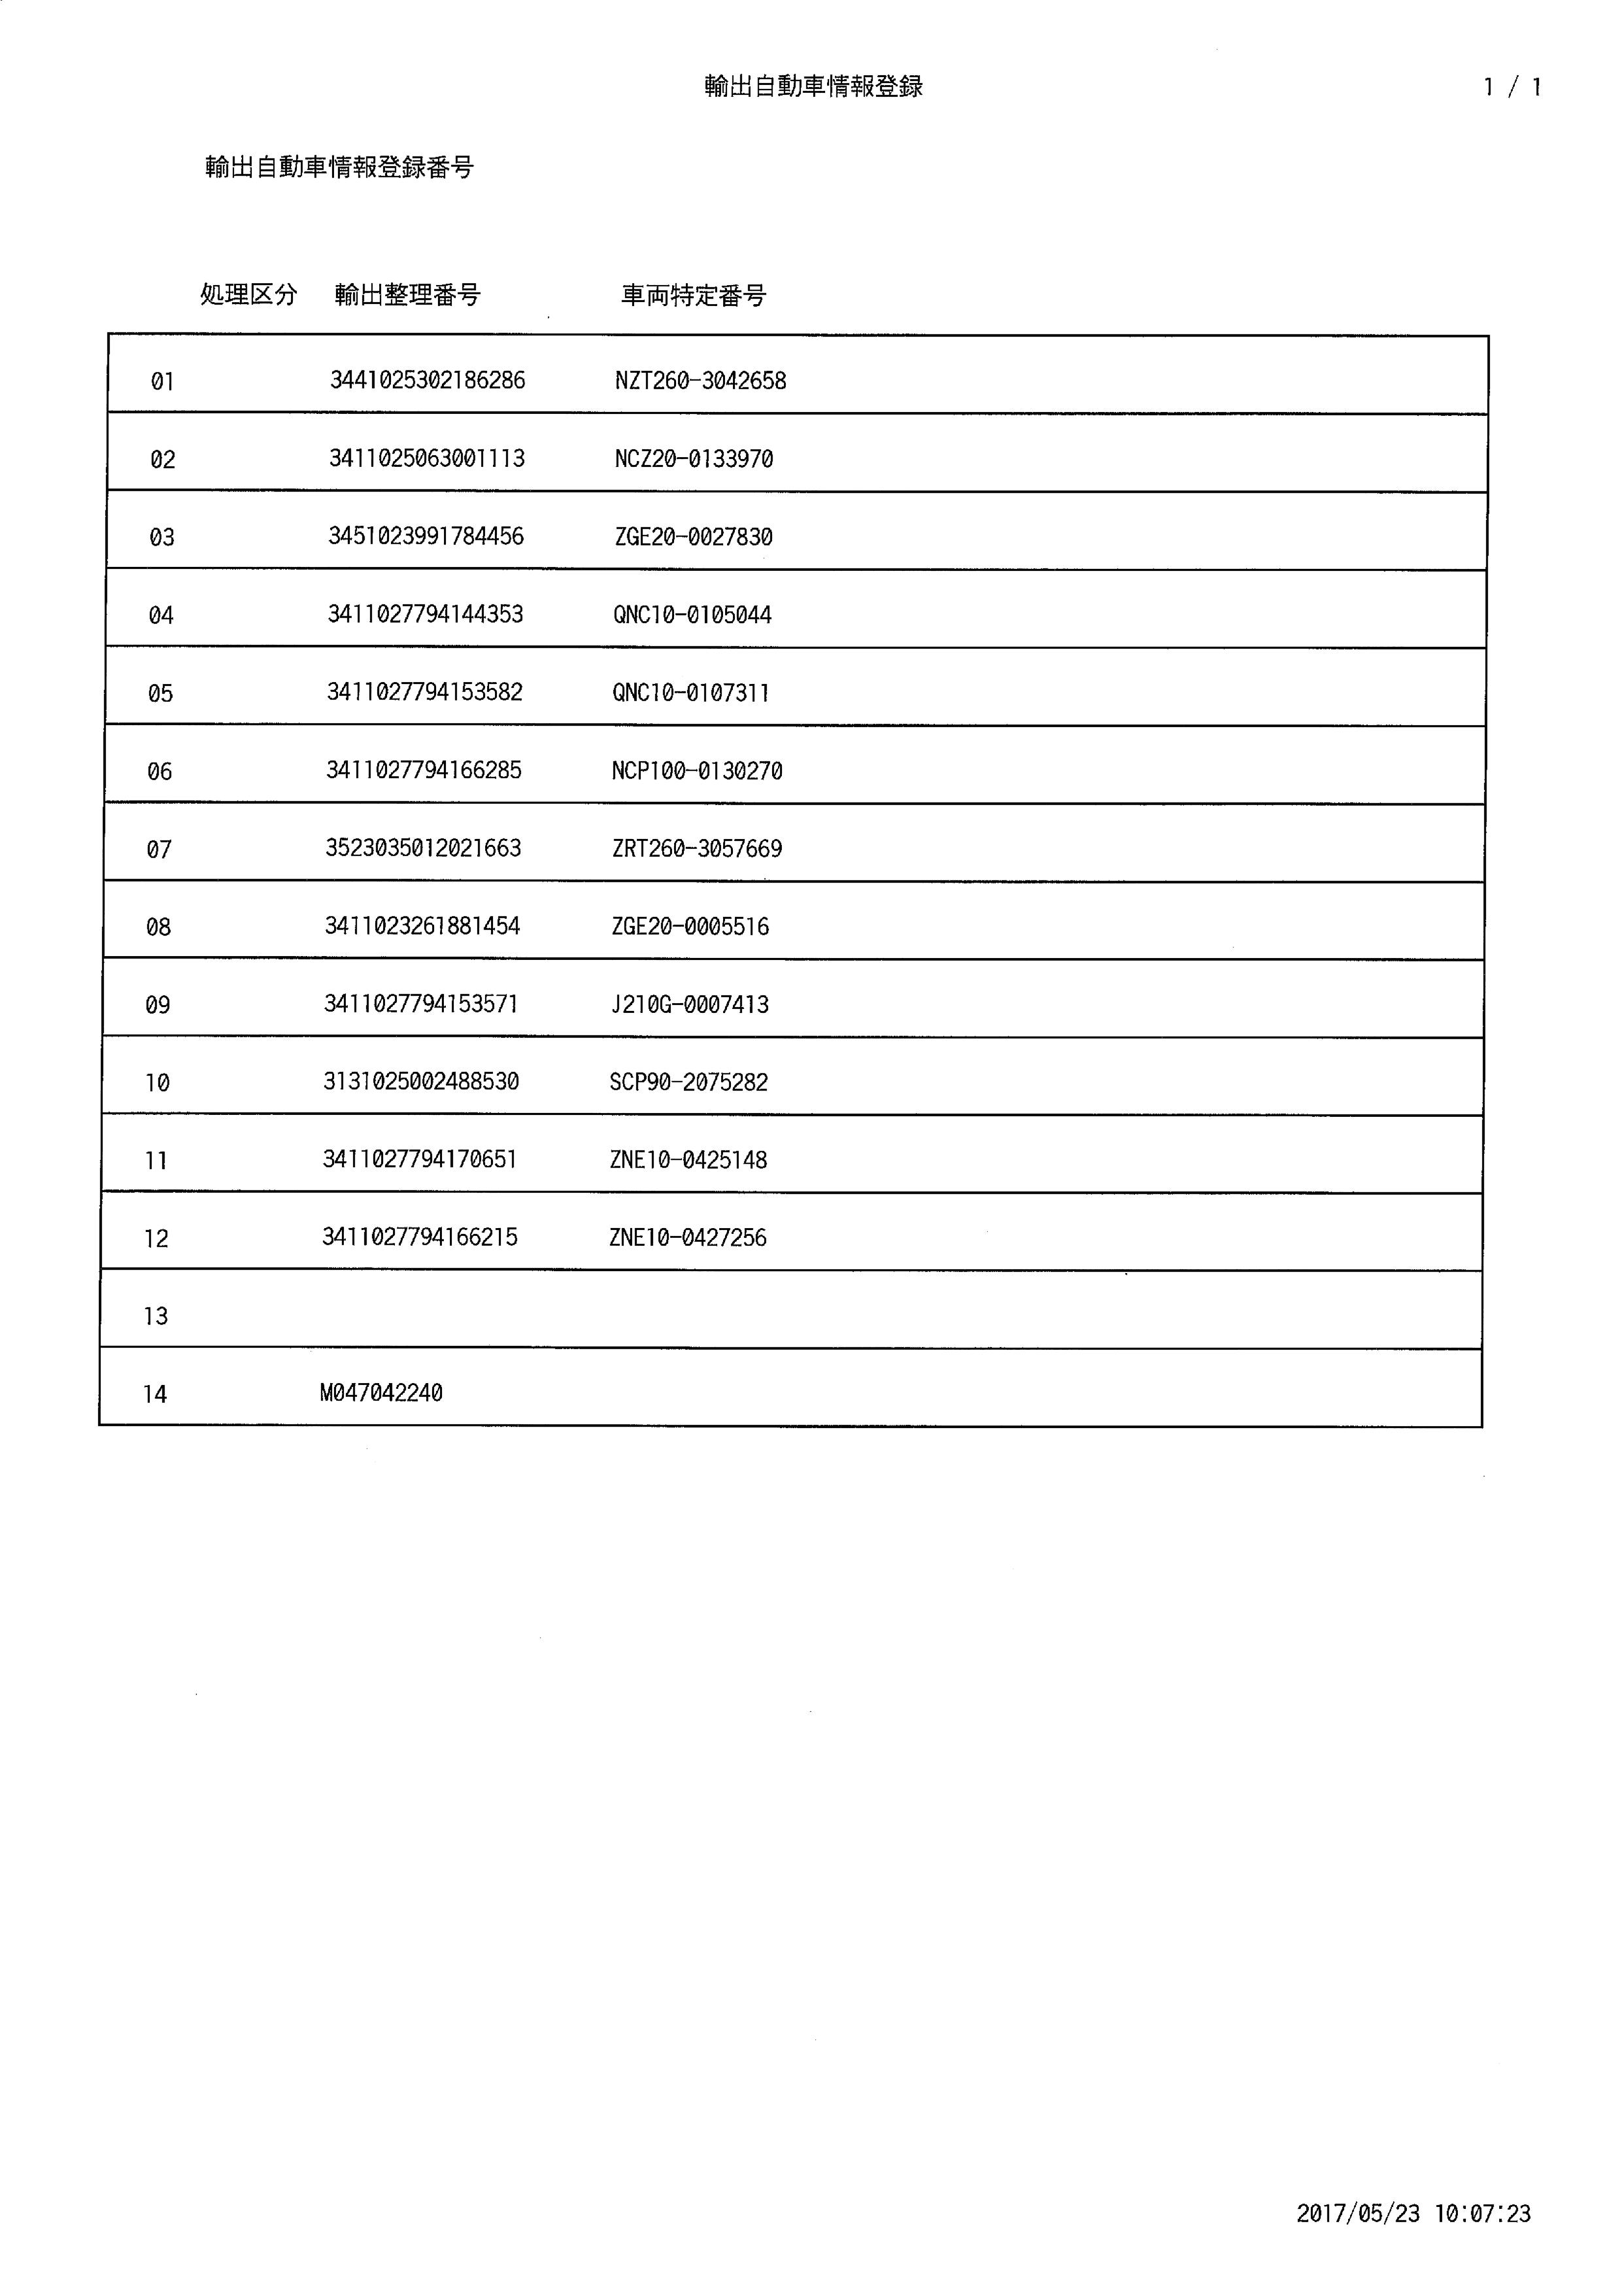 輸出自動車情報登録 1 / 1
輸出自動車情報登録番号
処理区分 輸出整理番号 車両特定番号
01 3441025302186286 NZT260-3042658
02 3411025063001113 NCZ20-0133970
03 3451023991784456 ZGE20-0027830
04 3411027794144353 QNC10-0105044
05 3411027794153582 QNC10-0107311
06 3411027794166285 NCP100-0130270
07 3523035012021663 ZRT260-3057669
08 3411023261881454 ZGE20-0005516
09 3411027794153571 J210G-0007413
10 3131025002488530 SCP90-2075282
11 3411027794170651 ZNE10-0425148
12 3411027794166215 ZNE10-0427256
13
14 M047042240
2017/05/23 10:07:23